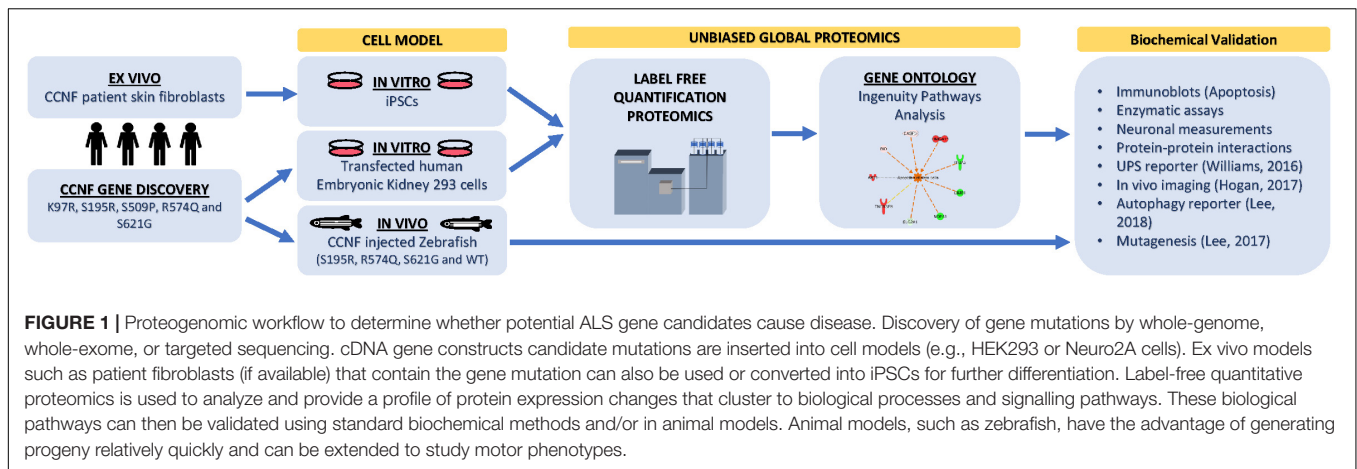 CELL MODEL
UNBIASED GLOBAL PROTEOMICS
Biochemical Validation
EX VIVO
CCNF patient skin fibroblasts
CCNF GENE DISCOVERY
K97R, S195R, S509P, R574Q and
S621G
IN VITRO
iPSCs
IN VITRO
Transfected human
Embryonic Kidney 293 cells
IN VIVO
CCNF injected Zebrafish
(S195R, R574Q, S621G and WT)
LABEL FREE
QUANTIFICATION
PROTEOMICS
GENE ONTOLOGY
Ingenuity Pathways
Analysis
• Immunoblots (Apoptosis)
• Enzymatic assays
• Neuronal measurements
• Protein-protein interactions
• UPS reporter (Williams, 2016)
• In vivo imaging (Hogan, 2017)
• Autophagy reporter (Lee,
2018)
• Mutagenesis (Lee, 2017)
FIGURE 1 | Proteogenomic workflow to determine whether potential ALS gene candidates cause disease. Discovery of gene mutations by whole-genome,
whole-exome, or targeted sequencing. cDNA gene constructs candidate mutations are inserted into cell models (e.g., HEK293 or Neuro2A cells). Ex vivo models
such as patient fibroblasts (if available) that contain the gene mutation can also be used or converted into iPSCs for further differentiation. Label-free quantitative
proteomics is used to analyze and provide a profile of protein expression changes that cluster to biological processes and signalling pathways. These biological
pathways can then be validated using standard biochemical methods and/or in animal models. Animal models, such as zebrafish, have the advantage of generating
progeny relatively quickly and can be extended to study motor phenotypes.